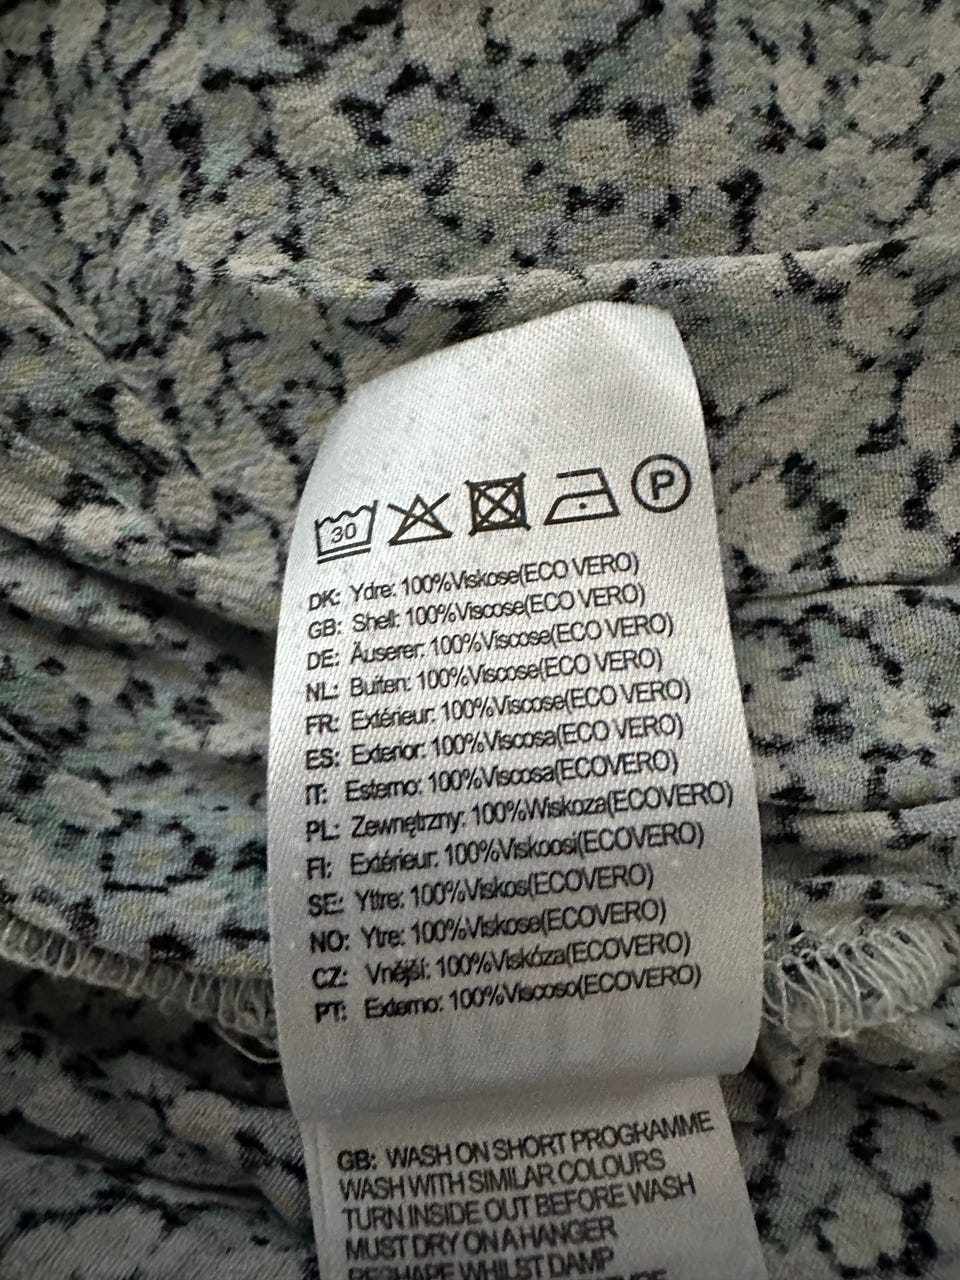 30 P
DK: Ydre: 100%Viskose(ECO VERO)
GB: Shell: 100%Viscose(ECO VERO)
DE: Äuserer: 100%Viscose(ECO VERO)
NL: Buiten: 100%Viscose(ECO VERO)
FR: Extérieur: 100%Viscose(ECO VERO)
ES: Exterior: 100%Viscosa(ECO VERO)
IT: Esterno: 100%Viscosa(ECOVERO)
PL: Zewnętrzny: 100%Wiskoza(ECOVERO)
FI: Extérieur: 100%Viskoosi(ECOVERO)
SE: Yttre: 100%Viskos(ECOVERO)
NO: Ytre: 100%Viskose(ECOVERO)
CZ: Vnější: 100%Viskóza(ECOVERO)
PT: Externo: 100%Viscoso(ECOVERO)
GB: WASH ON SHORT PROGRAMME
WASH WITH SIMILAR COLOURS
TURN INSIDE OUT BEFORE WASH
MUST DRY ON A HANGER
RESHAPE WHILST DAMP